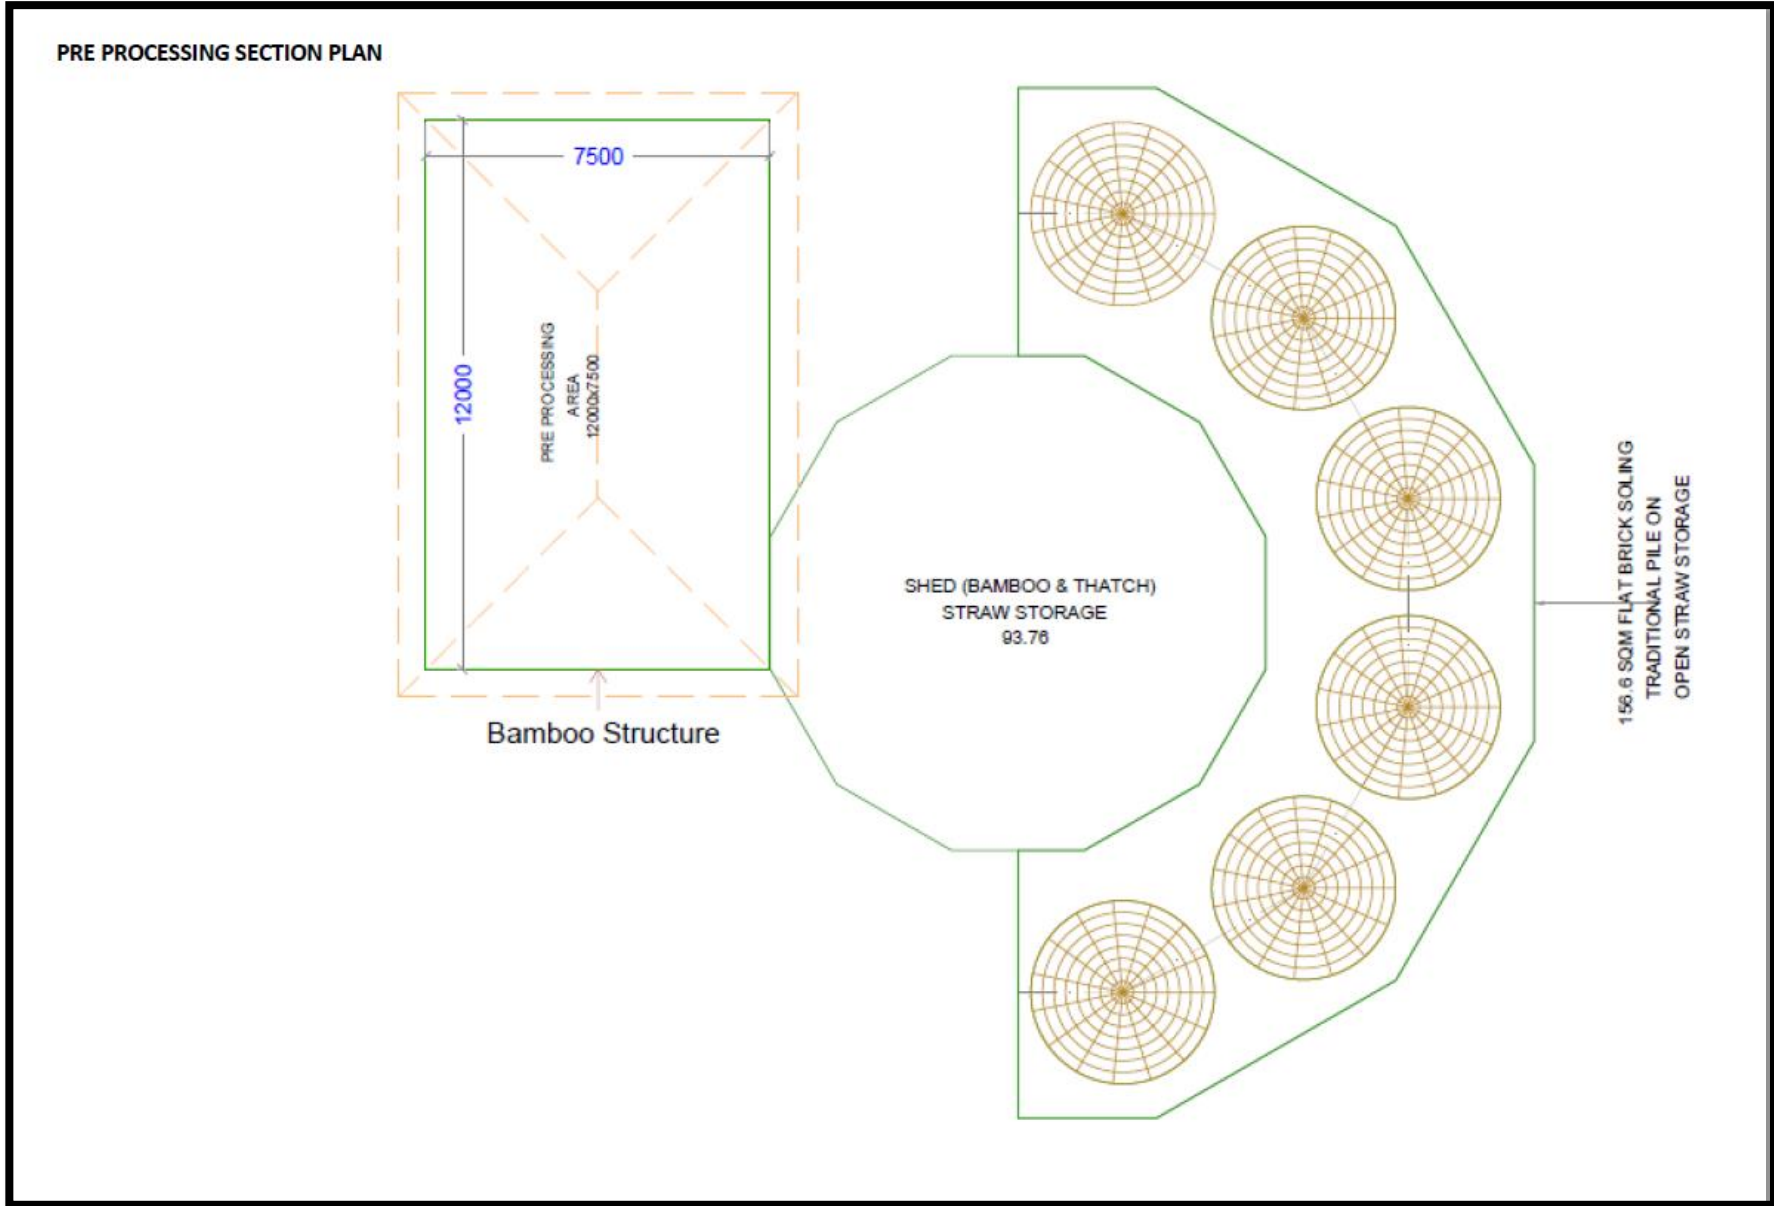 PRE PROCESSING SECTION PLAN
7500
12000
PRE PROCESSING
AREA
12000x7500
Bamboo Structure
SHED (BAMBOO & THATCH)
STRAW STORAGE
93.76
156.6 SQM FLAT BRICK SOLING
TRADITIONAL PILE ON
OPEN STRAW STORAGE